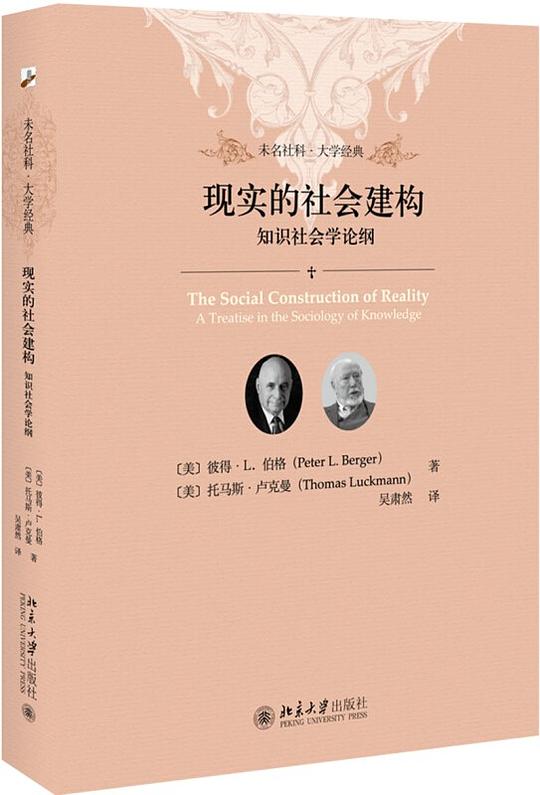 未名社科·大学经典
现实的社会建构
知识社会学论纲
The Social Construction of Reality
A Treatise in the Sociology of Knowledge
〔美〕彼得·L. 伯格（Peter L. Berger）
〔美〕托马斯·卢克曼（Thomas Luckmann） 著
吴肃然 译
北京大学出版社
PEKING UNIVERSITY PRESS
未名社科·大学经典
现实的社会建构
知识社会学论纲
〔美〕彼得·L. 伯格
〔美〕托马斯·卢克曼 著
吴肃然 译
北京大学出版社
PEKING UNIVERSITY PRESS